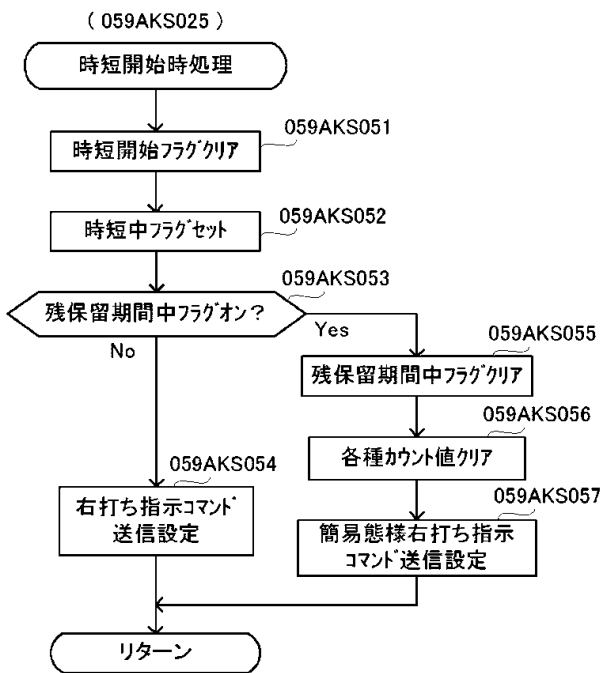 (059AKS025)
時短開始時処理
059AKS051
時短開始フラグクリア
059AKS052
時短中フラグセット
059AKS053
残保留期間中フラグオン?
Yes
No
059AKS055
残保留期間中フラグクリア
059AKS056
各種カウント値クリア
059AKS054
右打ち指示コマンド
送信設定
059AKS057
簡易態様右打ち指示
コマンド送信設定
リターン